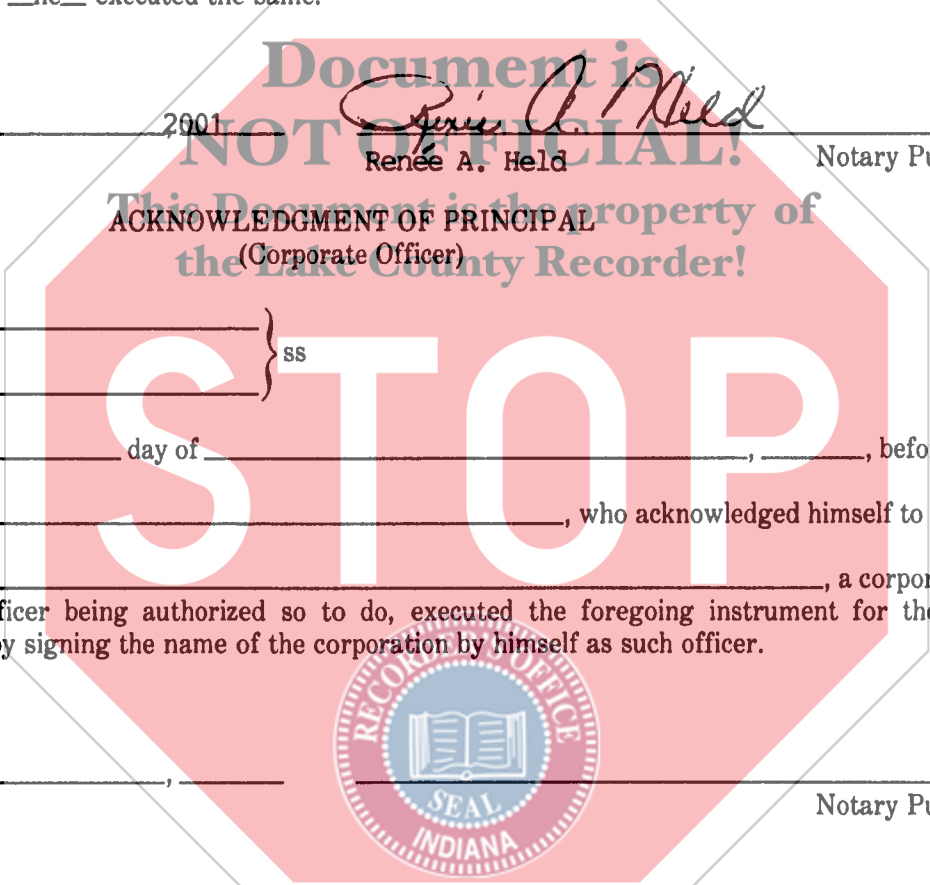 he executed the same.
Document is
2001 Renée A. Held
NOT OFFICIAL!
Renée A. Held Notary Pu
This Document is the property of
ACKNOWLEDGMENT OF PRINCIPAL
the Lake County Recorder!
(Corporate Officer)
ss
STOP
day of , , befo
, who acknowledged himself to
, a corpor
ficer being authorized so to do, executed the foregoing instrument for the
y signing the name of the corporation by himself as such officer.
RECORDER'S OFFICE
SEAL
INDIANA
,
Notary Pu